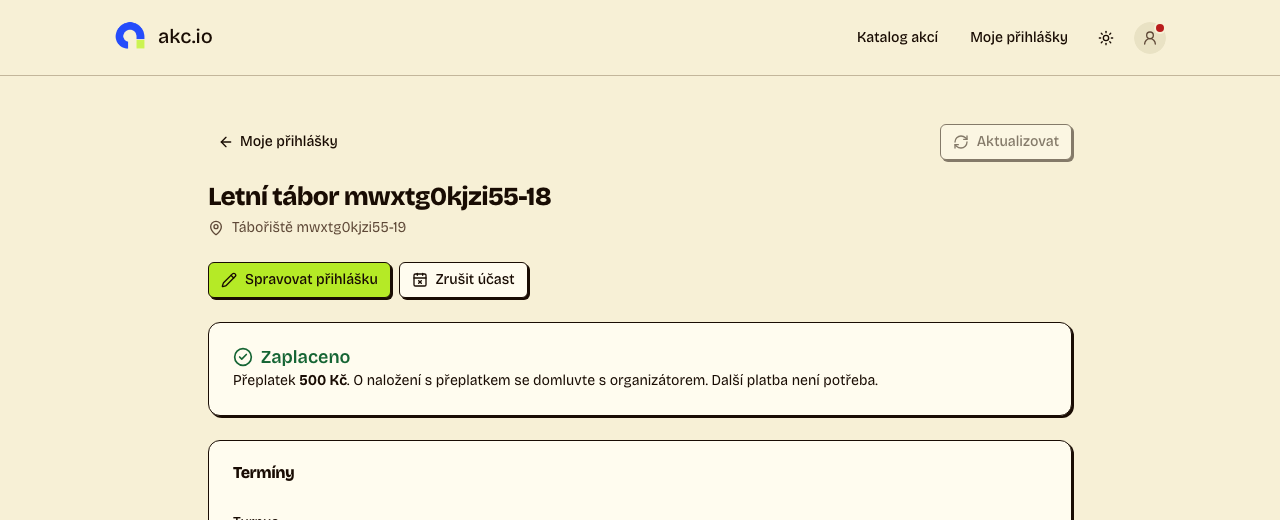 akc.io
Katalog akcí
Moje přihlášky
Moje přihlášky
Aktualizovat
Letní tábor mwxtg0kjzi55-18
Tábořiště mwxtg0kjzi55-19
Spravovat přihlášku
Zrušit účast
Zaplaceno
Přeplatek 500 Kč. O naložení s přeplatkem se domluvte s organizátorem. Další platba není potřeba.
Termíny